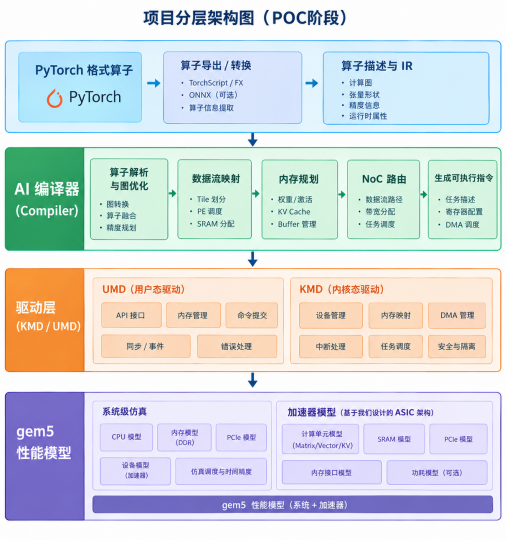 项目分层架构图（POC阶段）
PyTorch 格式算子
PyTorch
算子导出 / 转换
• TorchScript / FX
• ONNX（可选）
• 算子信息提取
算子描述与 IR
• 计算图
• 张量形状
• 精度信息
• 运行时属性
AI 编译器
(Compiler)
算子解析
与图优化
• 图转换
• 算子融合
• 精度规划
数据流映射
• Tile 划分
• PE 调度
• SRAM 分配
内存规划
• 权重/激活
• KV Cache
• Buffer 管理
NoC 路由
• 数据流路径
• 带宽分配
• 任务调度
生成可执行指令
• 任务描述
• 寄存器配置
• DMA 调度
驱动层
(KMD / UMD)
UMD（用户态驱动）
API 接口
内存管理
命令提交
同步 / 事件
错误处理
KMD（内核态驱动）
设备管理
内存映射
DMA 管理
中断处理
任务调度
安全与隔离
gem5
性能模型
系统级仿真
CPU 模型
内存模型
(DDR)
PCIe 模型
设备模型
(加速器)
仿真调度与时间精度
加速器模型（基于我们设计的 ASIC 架构）
计算单元模型
(Matrix/Vector/KV)
SRAM 模型
PCIe 模型
内存接口模型
功耗模型（可选）
gem5 性能模型（系统 + 加速器）